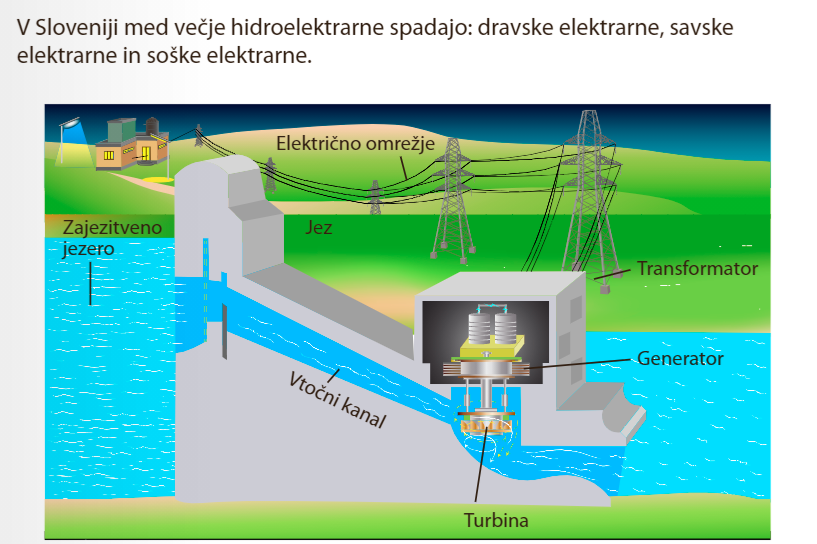 V Sloveniji med večje hidroelektrarne spadajo: dravske elektrarne, savske
elektrarne in soške elektrarne.
Električno omrežje
Zajezitveno
jezero
Jez
Transformator
Generator
Vtočni kanal
Turbina